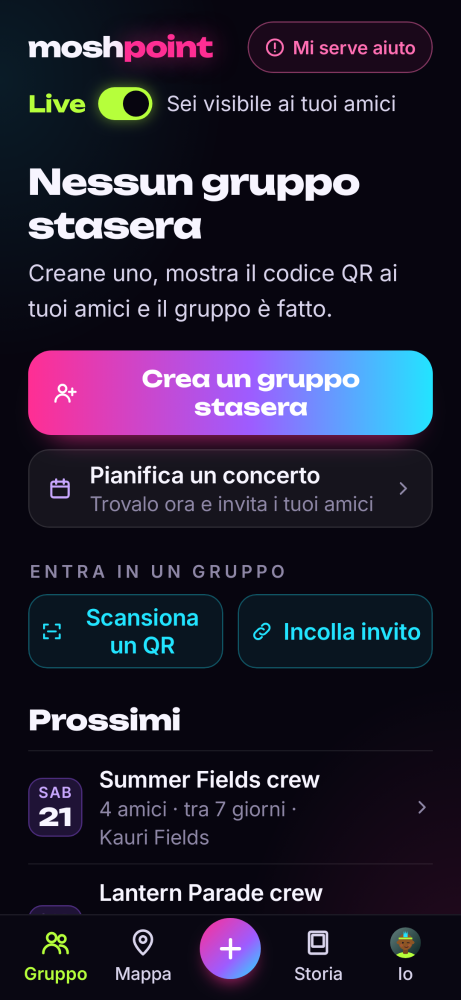 moshpoint
Mi serve aiuto
Live
Sei visibile ai tuoi amici
Nessun gruppo
stasera
Creane uno, mostra il codice QR ai
tuoi amici e il gruppo è fatto.
Crea un gruppo
stasera
Pianifica un concerto
Trovalo ora e invita i tuoi amici
ENTRA IN UN GRUPPO
Scansiona
un QR
Incolla invito
Prossimi
SAB
21
Summer Fields crew
4 amici · tra 7 giorni ·
Kauri Fields
Lantern Parade crew
Gruppo
Mappa
Storia
Io